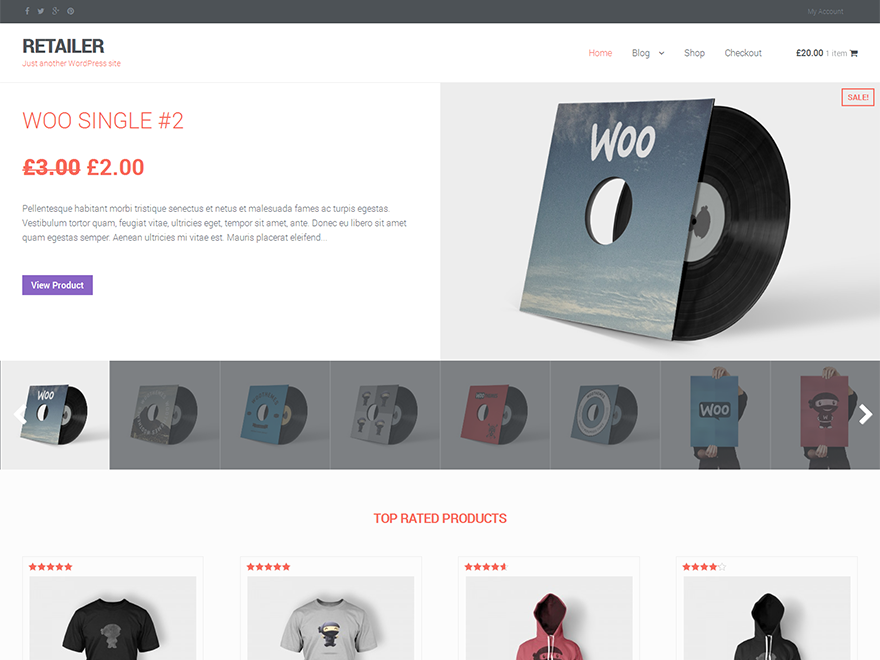 My Account
RETAILER
Just another WordPress site
Home Blog Shop Checkout £20.00 1 item
SALE!
WOO SINGLE #2
£3.00 £2.00
Pellentesque habitant morbi tristique senectus et netus et malesuada fames ac turpis egestas.
Vestibulum tortor quam, feugiat vitae, ultricies eget, tempor sit amet, ante. Donec eu libero sit amet
quam egestas semper. Aenean ultricies mi vitae est. Mauris placerat eleifend...
View Product
WOO
WOO
WOO
TOP RATED PRODUCTS